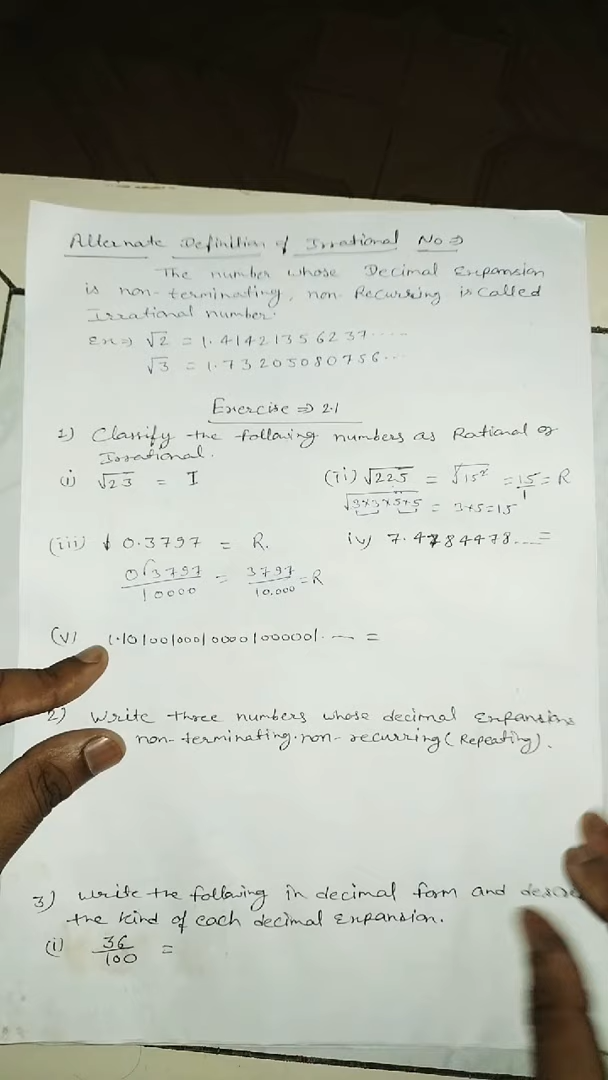 Alternate Definition of Irrational No ⇒
The number whose Decimal Expansion
is non-terminating, non-Recurring is called
Irrational number.
Ex ⇒ √2 = 1.41421356237.....
√3 = 1.73205080756...
Exercise ⇒ 2.1
1) Classify the following numbers as Rational or
Irrational.
(i) √23 = I (ii) √225 = √15² = 15/1 = R
√3×3×5×5 = 3×5=15
(iii) 0.3797 = R. iv) 7.4784478....=
03797/10000 = 3797/10,000 = R
(v) 1.101001000100001000001.... =
2) Write three numbers whose decimal Expansions
non-terminating.non-recurring (Repeating).
3) Write the following in decimal form and
the kind of each decimal Expansion.
(i) 36/100 =